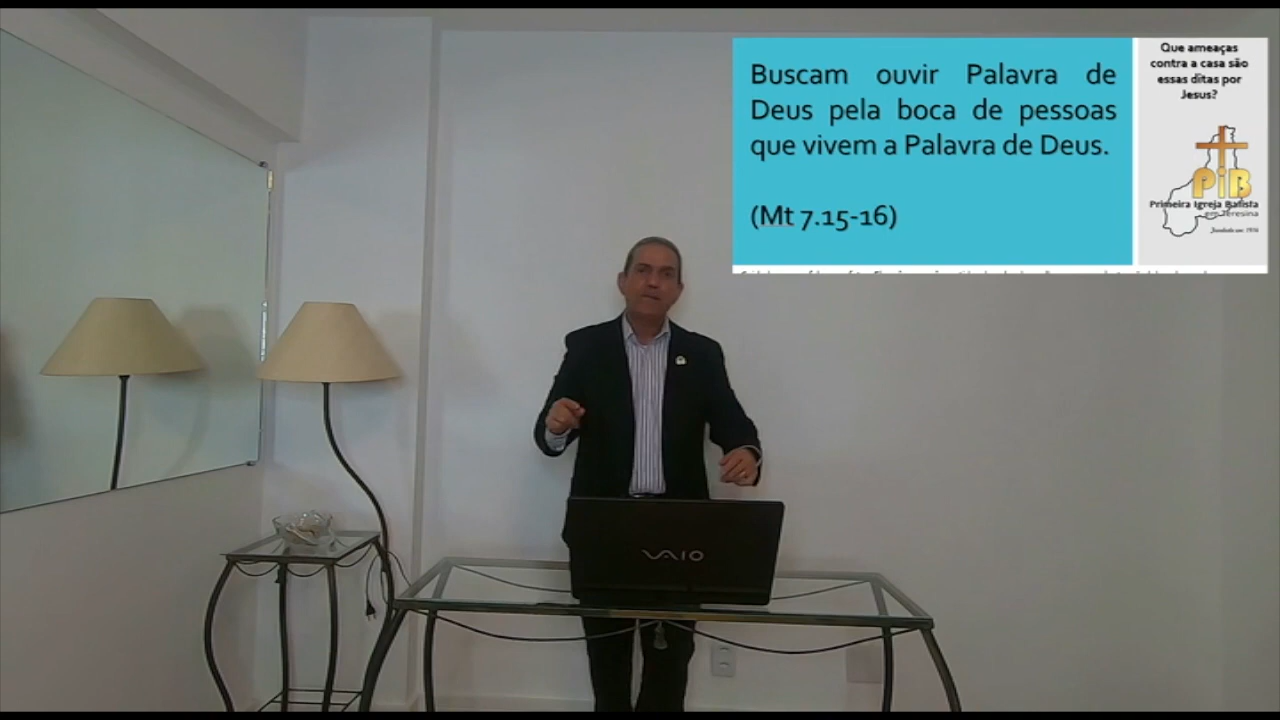 Buscam ouvir Palavra de
Deus pela boca de pessoas
que vivem a Palavra de Deus.
(Mt 7.15-16)
Que ameaças
contra a casa são
essas ditas por
Jesus?
PiB
Primeira Igreja Batista
em Teresina
VAIO